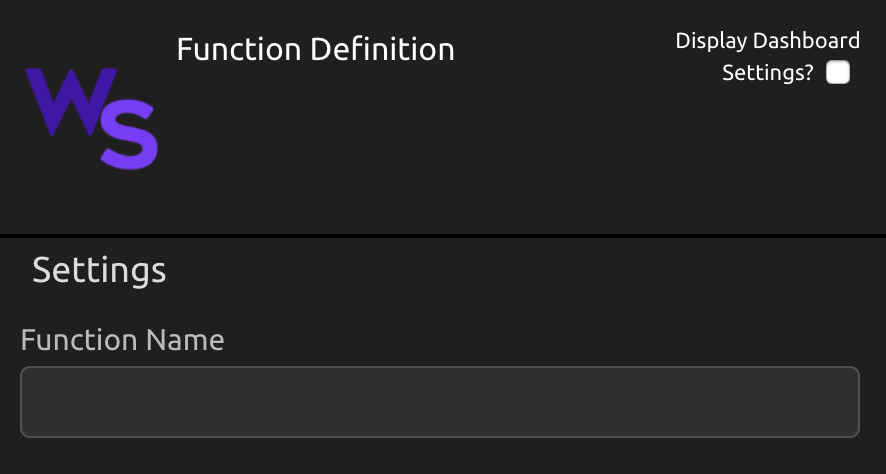 Function Definition
Display Dashboard
Settings?
WS
Settings
Function Name